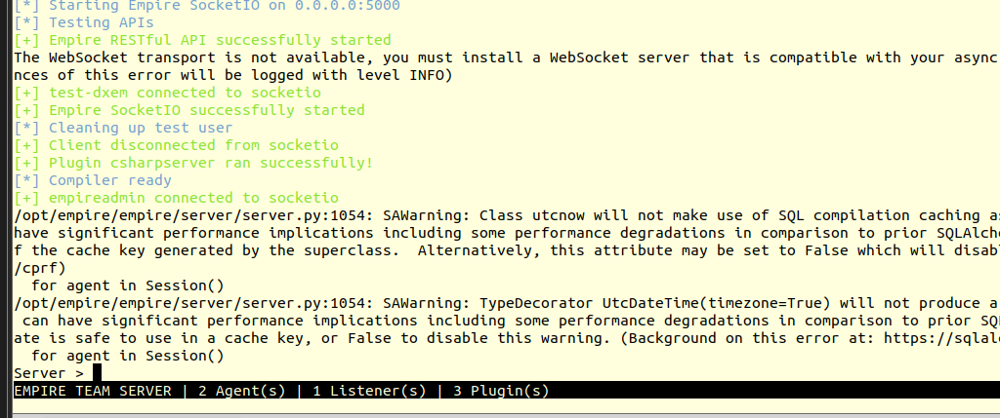 [*] Starting Empire SocketIO on 0.0.0.0:5000
[*] Testing APIs
[+] Empire RESTful API successfully started
The WebSocket transport is not available, you must install a WebSocket server that is compatible with your async
nces of this error will be logged with level INFO)
[+] test-dxem connected to socketio
[+] Empire SocketIO successfully started
[*] Cleaning up test user
[+] Client disconnected from socketio
[+] Plugin csharpserver ran successfully!
[*] Compiler ready
[+] empireadmin connected to socketio
/opt/empire/empire/server/server.py:1054: SAWarning: Class utcnow will not make use of SQL compilation caching as
have significant performance implications including some performance degradations in comparison to prior SQLAlche
f the cache key generated by the superclass.  Alternatively, this attribute may be set to False which will disab
/cprf)
  for agent in Session()
/opt/empire/empire/server/server.py:1054: SAWarning: TypeDecorator UtcDateTime(timezone=True) will not produce a
 can have significant performance implications including some performance degradations in comparison to prior SQL
ate is safe to use in a cache key, or False to disable this warning. (Background on this error at: https://sqlal
  for agent in Session()
Server >
EMPIRE TEAM SERVER | 2 Agent(s) | 1 Listener(s) | 3 Plugin(s)